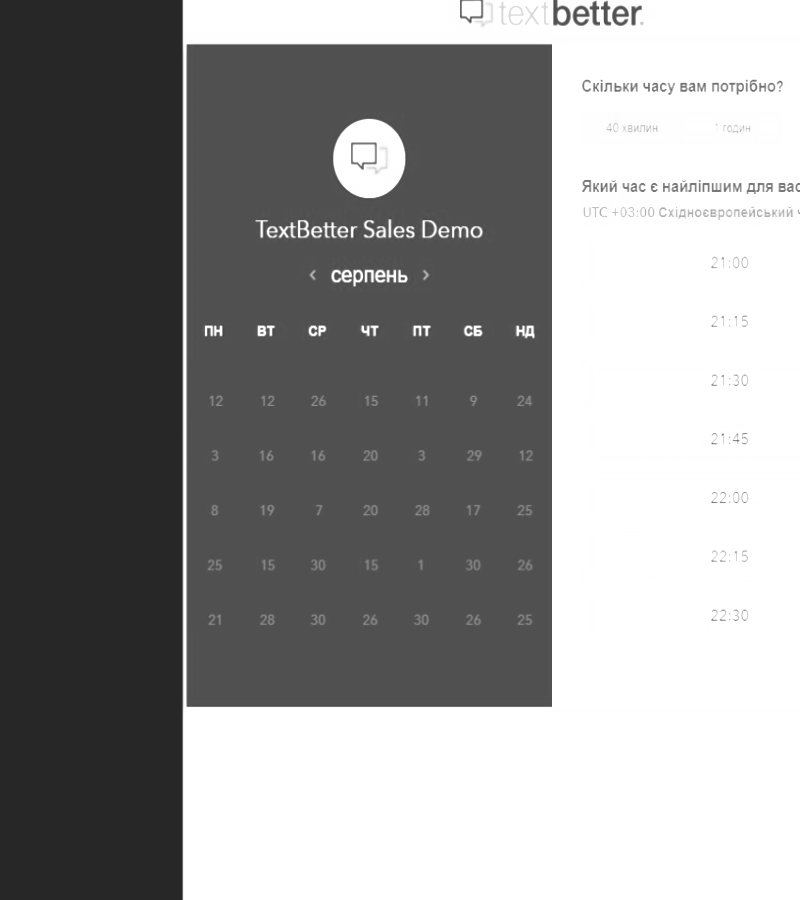 textbetter.
TextBetter Sales Demo
‹ серпень ›
ПН ВТ СР ЧТ ПТ СБ НД
12 12 26 15 11 9 24
3 16 16 20 3 29 12
8 19 7 20 28 17 25
25 15 30 15 1 30 26
21 28 30 26 30 26 25
Скільки часу вам потрібно?
40 хвилин 1 годин
Який час є найліпшим для вас
UTC +03:00 Східноєвропейський ч
21:00
21:15
21:30
21:45
22:00
22:15
22:30